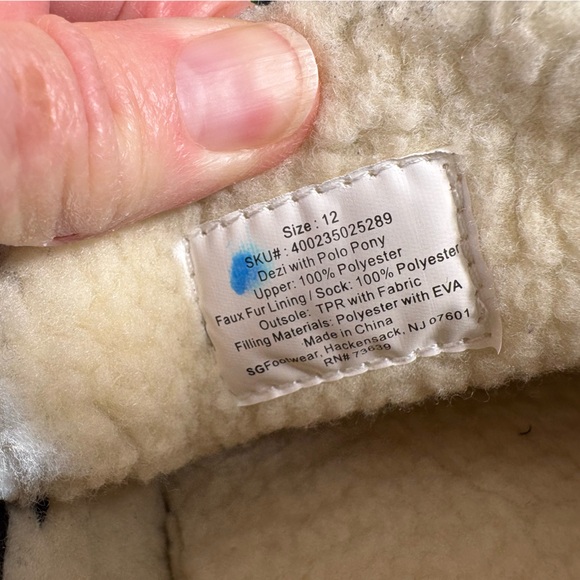 Size : 12
SKU# : 400235025289
Dezi with Polo Pony
Upper: 100% Polyester
Faux Fur Lining / Sock: 100% Polyester
Outsole: TPR with Fabric
Filling Materials: Polyester with EVA
Made in China
SGFootwear, Hackensack, NJ 07601
RN# 73639